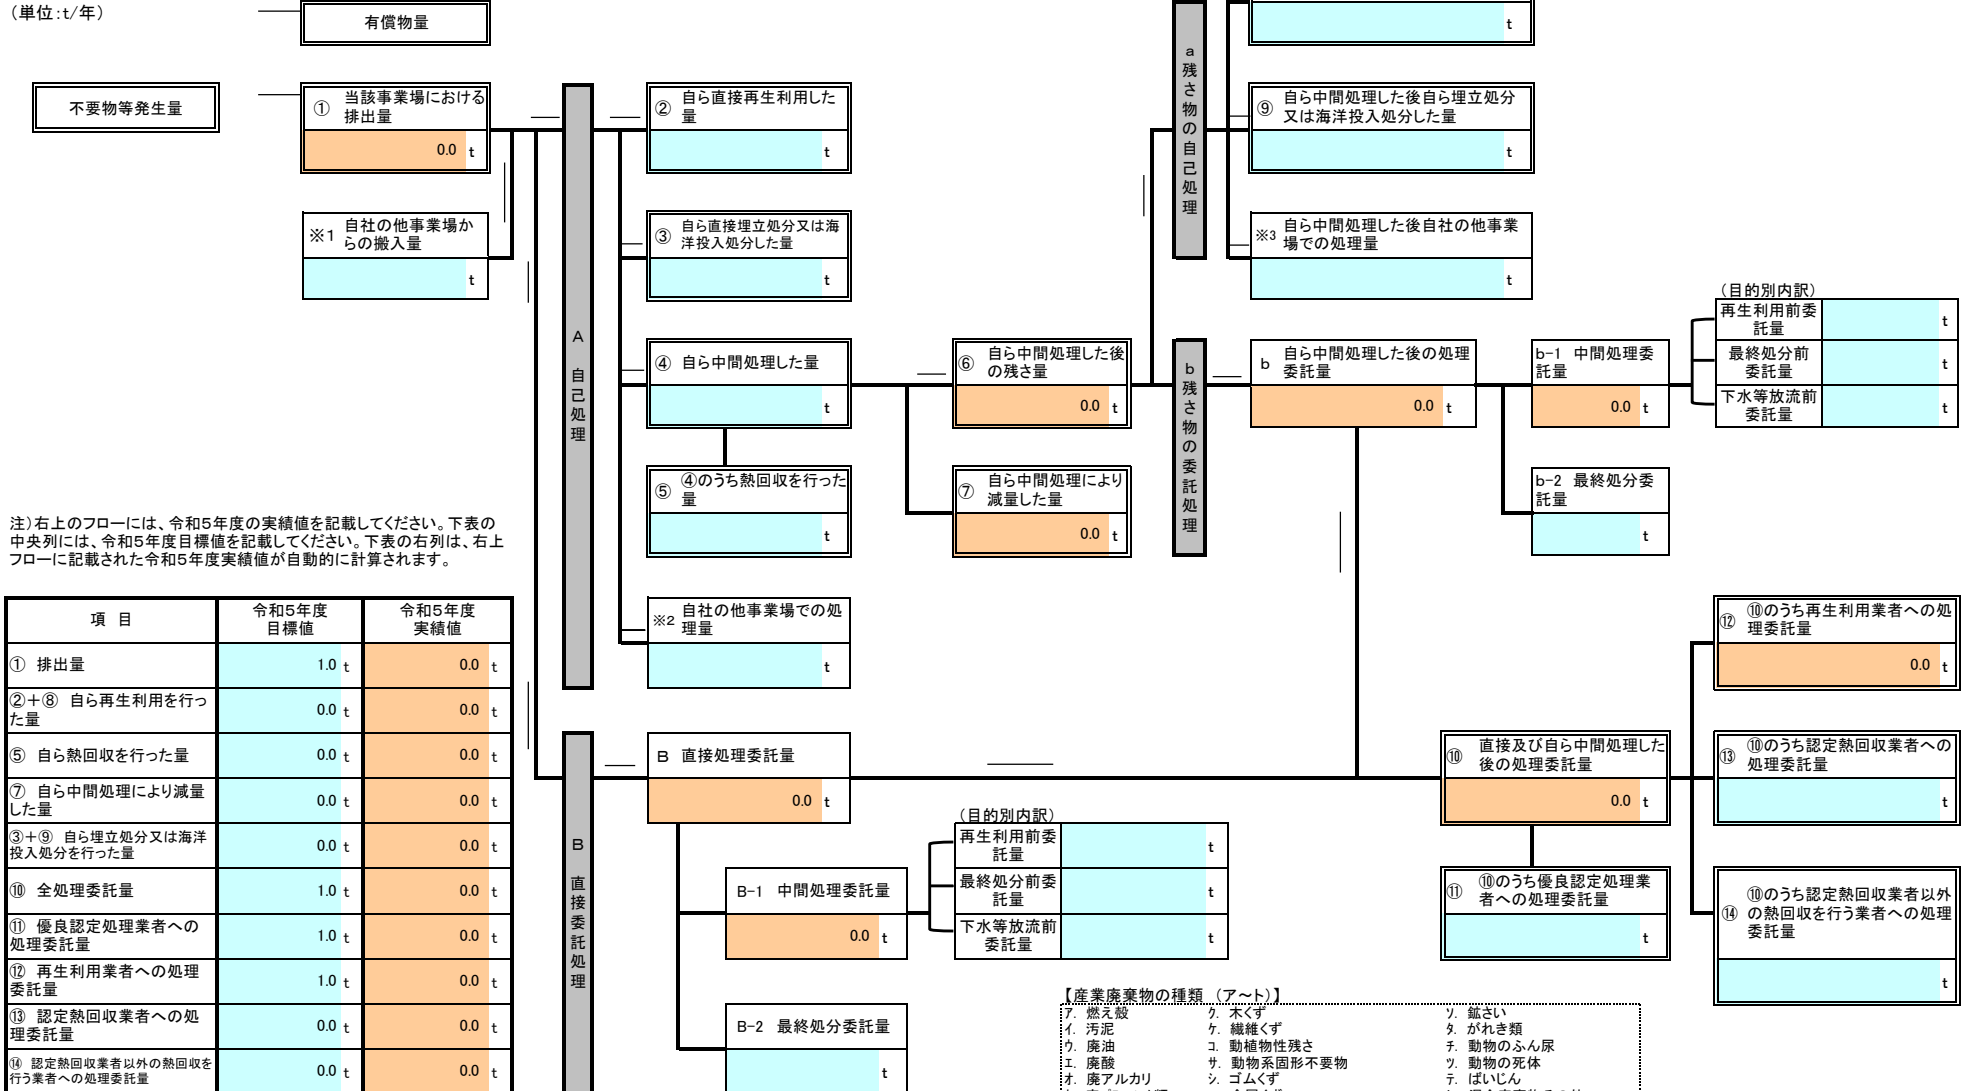 （単位：t/年）
有償物量
t
不要物等発生量
① 当該事業場における
排出量
0.0 t
※1 自社の他事業場か
らの搬入量
t
A 自己処理
② 自ら直接再生利用した
量
t
③ 自ら直接埋立処分又は海
洋投入処分した量
t
④ 自ら中間処理した量
t
⑤ ④のうち熱回収を行った
量
t
※2 自社の他事業場での処
理量
t
⑥ 自ら中間処理した後
の残さ量
0.0 t
⑦ 自ら中間処理により
減量した量
0.0 t
a 残さ物の自己処理
⑨ 自ら中間処理した後自ら埋立処分
又は海洋投入処分した量
t
※3 自ら中間処理した後自社の他事業
場での処理量
t
b 残さ物の委託処理
b 自ら中間処理した後の処理
委託量
0.0 t
b-1 中間処理委
託量
0.0 t
b-2 最終処分委
託量
t
（目的別内訳）
再生利用前委
託量 t
最終処分前
委託量 t
下水等放流前
委託量 t
注）右上のフローには、令和５年度の実績値を記載してください。下表の
中央列には、令和５年度目標値を記載してください。下表の右列は、右上
フローに記載された令和５年度実績値が自動的に計算されます。
項 目
令和５年度
目標値
令和５年度
実績値
① 排出量 1.0 t 0.0 t
②＋⑧ 自ら再生利用を行っ
た量 0.0 t 0.0 t
⑤ 自ら熱回収を行った量 0.0 t 0.0 t
⑦ 自ら中間処理により減量
した量 0.0 t 0.0 t
③＋⑨ 自ら埋立処分又は海洋
投入処分を行った量 0.0 t 0.0 t
⑩ 全処理委託量 1.0 t 0.0 t
⑪ 優良認定処理業者への
処理委託量 1.0 t 0.0 t
⑫ 再生利用業者への処理
委託量 1.0 t 0.0 t
⑬ 認定熱回収業者への処
理委託量 0.0 t 0.0 t
⑭ 認定熱回収業者以外の熱回収を
行う業者への処理委託量 0.0 t 0.0 t
B 直接委託処理
B 直接処理委託量
0.0 t
B-1 中間処理委託量
0.0 t
B-2 最終処分委託量
t
（目的別内訳）
再生利用前委
託量 t
最終処分前委
託量 t
下水等放流前
委託量 t
⑩ 直接及び自ら中間処理した
後の処理委託量
0.0 t
⑪ ⑩のうち優良認定処理業
者への処理委託量
t
⑫ ⑩のうち再生利用業者への処
理委託量
0.0 t
⑬ ⑩のうち認定熱回収業者への
処理委託量
t
⑭ ⑩のうち認定熱回収業者以外
の熱回収を行う業者への処理
委託量
t
【産業廃棄物の種類 （ア～ト）】
ア. 燃え殻 ク. 木くず ソ. 鉱さい
イ. 汚泥 ケ. 繊維くず タ. がれき類
ウ. 廃油 コ. 動植物性残さ チ. 動物のふん尿
エ. 廃酸 サ. 動物系固形不要物 ツ. 動物の死体
オ. 廃アルカリ シ. ゴムくず テ. ばいじん